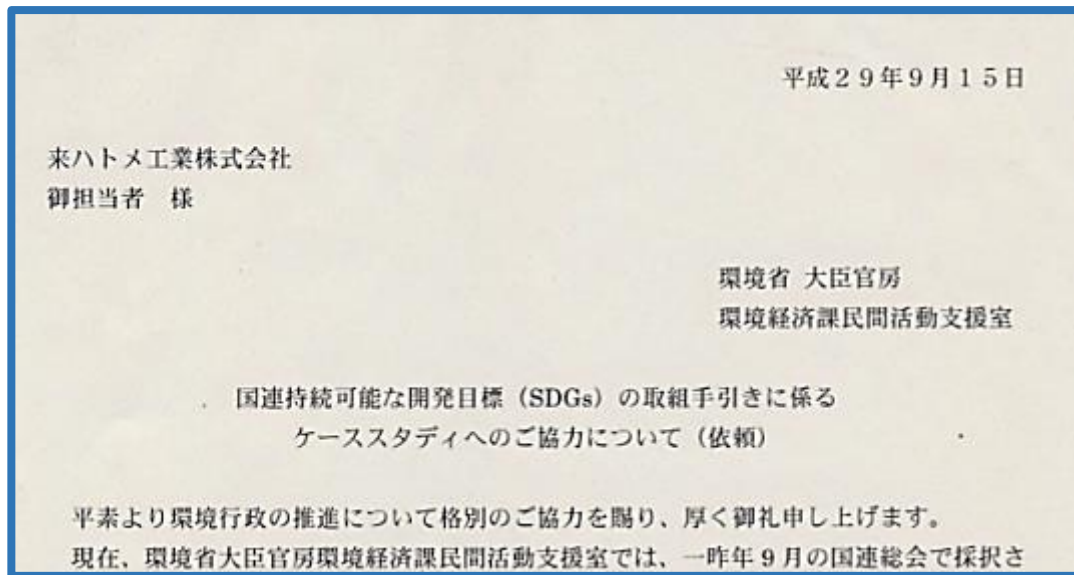 平成２９年９月１５日
来ハトメ工業株式会社
御担当者　様
環境省 大臣官房
環境経済課民間活動支援室
国連持続可能な開発目標（SDGs）の取組手引きに係る
ケーススタディへのご協力について（依頼）
平素より環境行政の推進について格別のご協力を賜り、厚く御礼申し上げます。
現在、環境省大臣官房環境経済課民間活動支援室では、一昨年９月の国連総会で採択さ